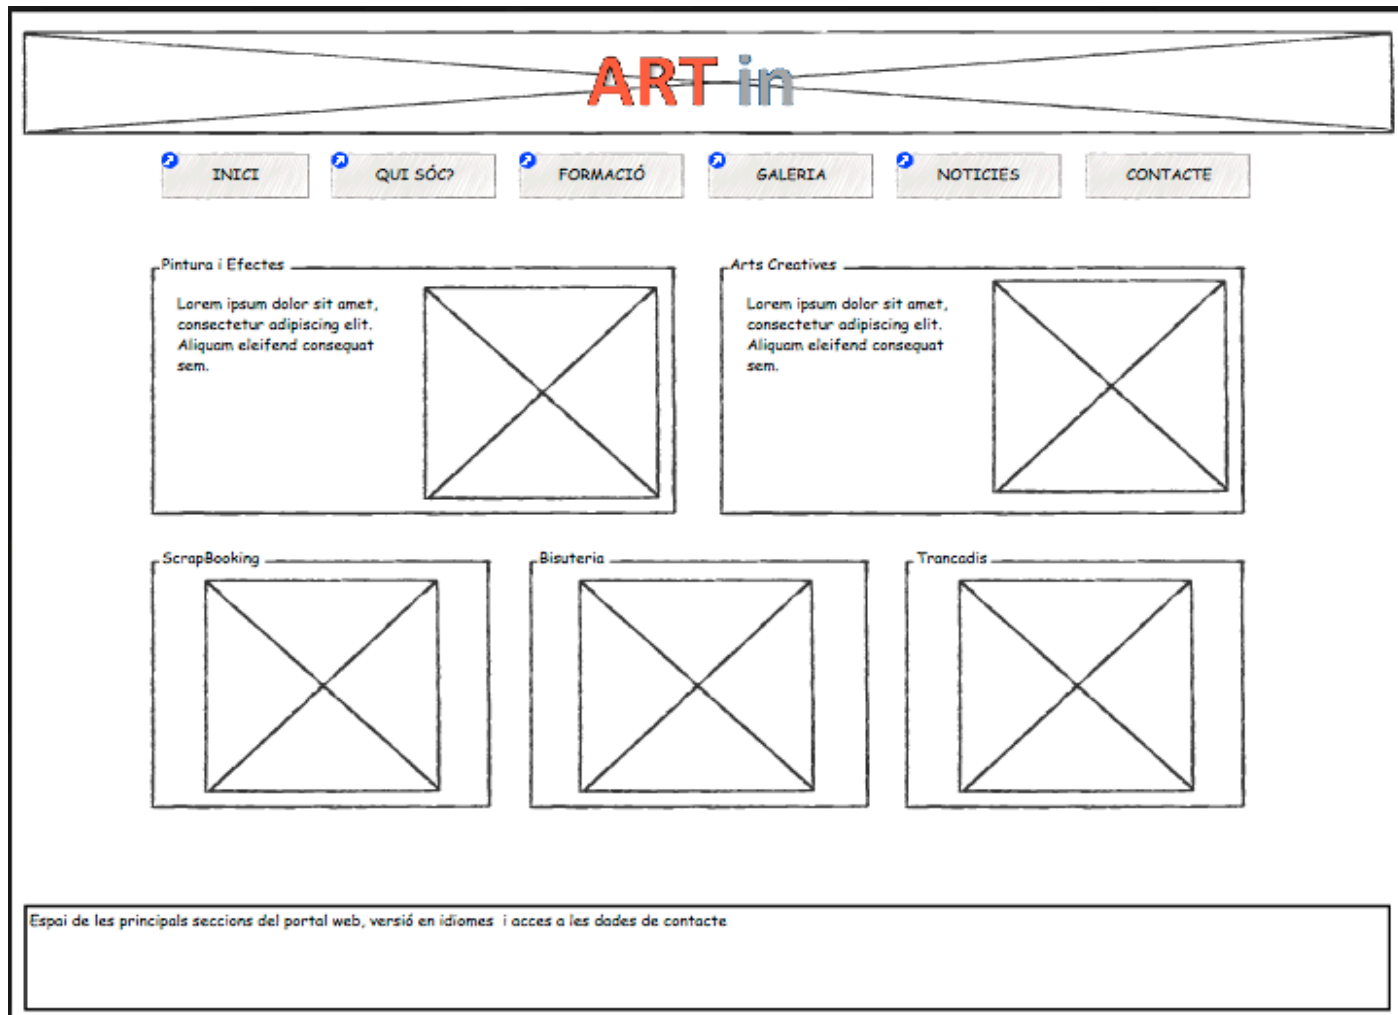 ART in
INICI
QUI SÓC?
FORMACIÓ
GALERIA
NOTICIES
CONTACTE
Pintura i Efectes
Lorem ipsum dolor sit amet,
consectetur adipiscing elit.
Aliquam eleifend consequat
sem.
Arts Creatives
Lorem ipsum dolor sit amet,
consectetur adipiscing elit.
Aliquam eleifend consequat
sem.
ScrapBooking
Bisuteria
Trancadis
Espai de les principals seccions del portal web, versió en idiomes i acces a les dades de contacte